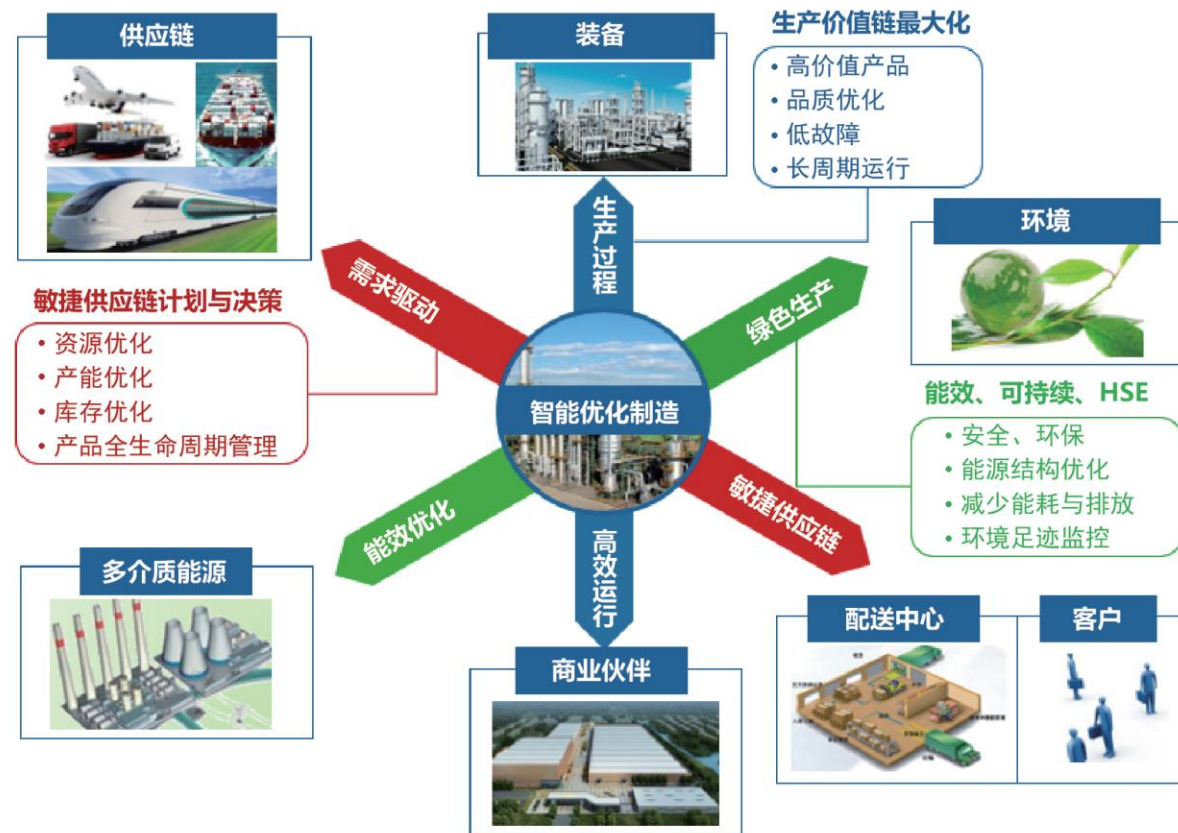 供应链
装备
生产价值链最大化
• 高价值产品
• 品质优化
• 低故障
• 长周期运行
环境
生产过程
需求驱动
绿色生产
敏捷供应链计划与决策
• 资源优化
• 产能优化
• 库存优化
• 产品全生命周期管理
智能优化制造
能效、可持续、HSE
• 安全、环保
• 能源结构优化
• 减少能耗与排放
• 环境足迹监控
能效优化
高效运行
敏捷供应链
多介质能源
商业伙伴
配送中心
客户